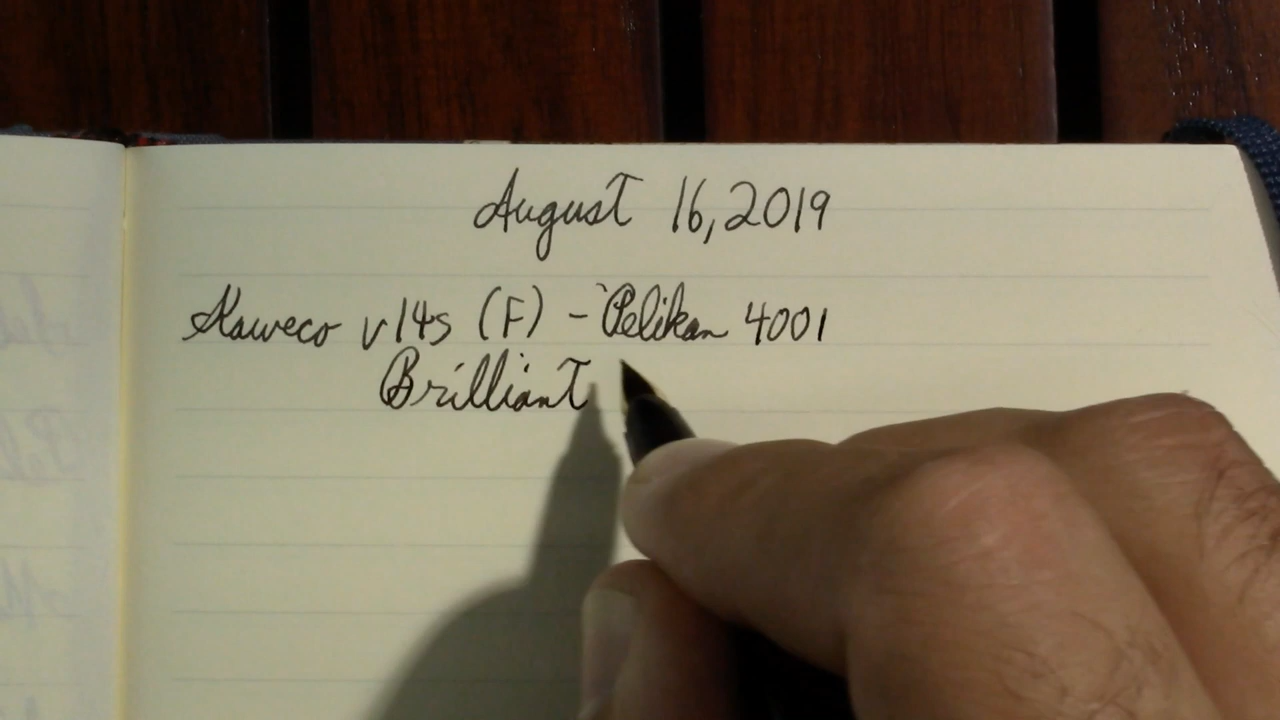 August 16, 2019
Kaweco v14s (F) - Pelikan 4001
Brilliant